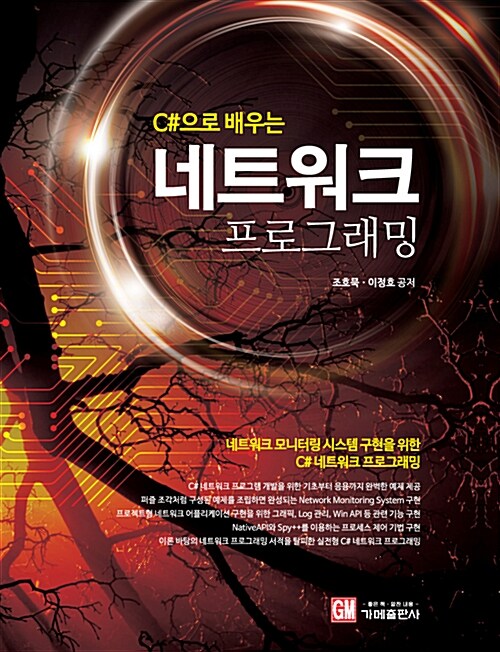 C#으로 배우는
네트워크
프로그래밍
조호묵 · 이정호 공저
네트워크 모니터링 시스템 구현을 위한
C# 네트워크 프로그래밍
C# 네트워크 프로그램 개발을 위한 기초부터 응용까지 완벽한 예제 제공
퍼즐 조각처럼 구성된 예제를 조립하면 완성되는 Network Monitoring System 구현
프로젝트형 네트워크 어플리케이션 구현을 위한 그래픽, Log 관리, Win API 등 관련 기능 구현
NativeAPI와 Spy++를 이용하는 프로세스 제어 기법 구현
이론 바탕의 네트워크 프로그래밍 서적을 탈피한 실전형 C# 네트워크 프로그래밍
GM
- 좋은 책 · 알찬 내용 -
가메출판사